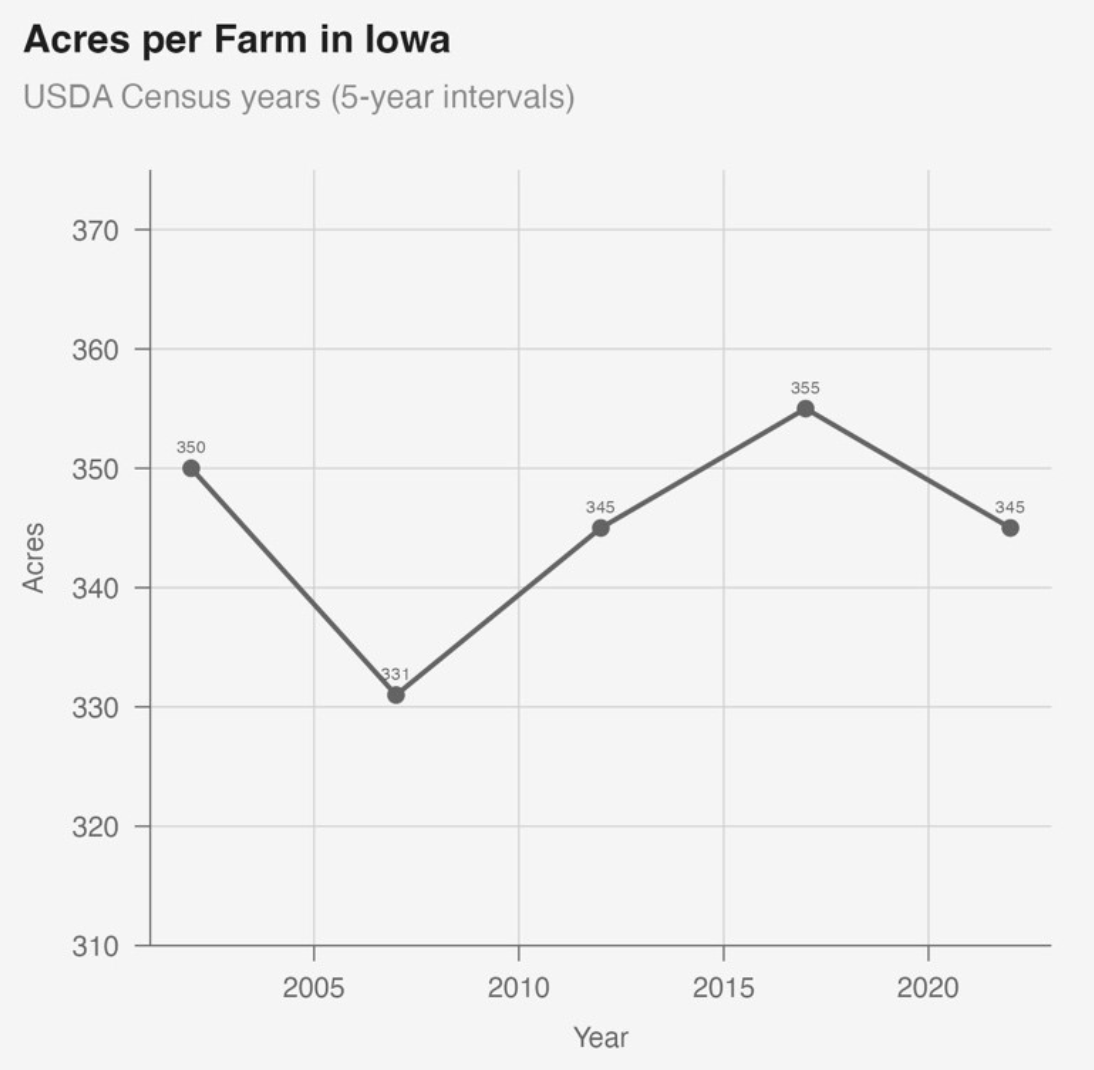 Acres per Farm in Iowa
USDA Census years (5-year intervals)
370
360
350
340
330
320
310
Acres
350
331
345
355
345
2005 2010 2015 2020
Year